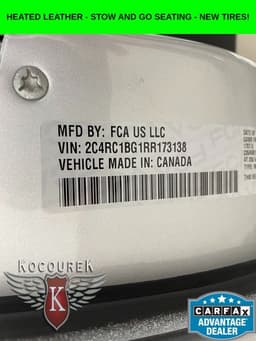 HEATED LEATHER - STOW AND GO SEATING - NEW TIRES!
MFD BY: FCA US LLC
VIN: 2C4RC1BG1RR173138
VEHICLE MADE IN: CANADA
KOCOUREK
K
CARFAX
ADVANTAGE
DEALER